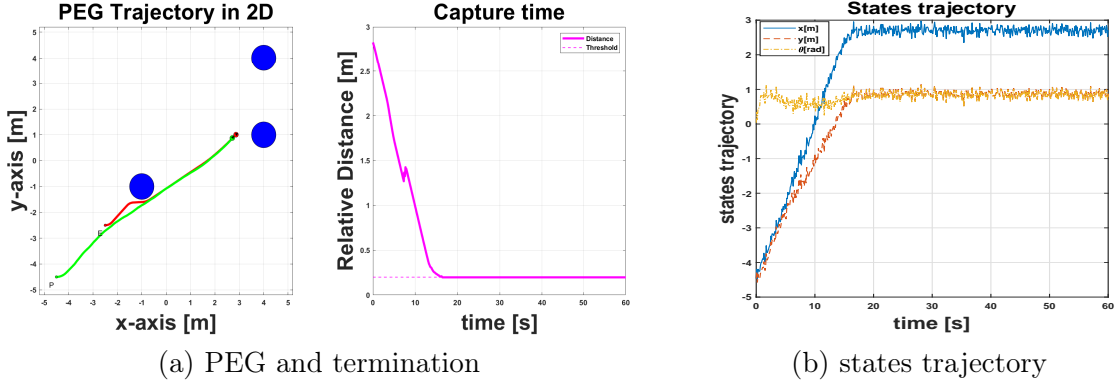 PEG Trajectory in 2D
5
4
3
2
1
0
-1
-2
-3
-4
-5
E
P
-5 -4 -3 -2 -1 0 1 2 3 4 5
y-axis [m]
x-axis [m]
Capture time
Distance
Threshold
3
2.5
2
1.5
1
0.5
0
0 10 20 30 40 50 60
Relative Distance [m]
time [s]
(a) PEG and termination
States trajectory
x[m]
y[m]
θ[rad]
3
2
1
0
-1
-2
-3
-4
-5
0 10 20 30 40 50 60
states trajectory
time [s]
(b) states trajectory